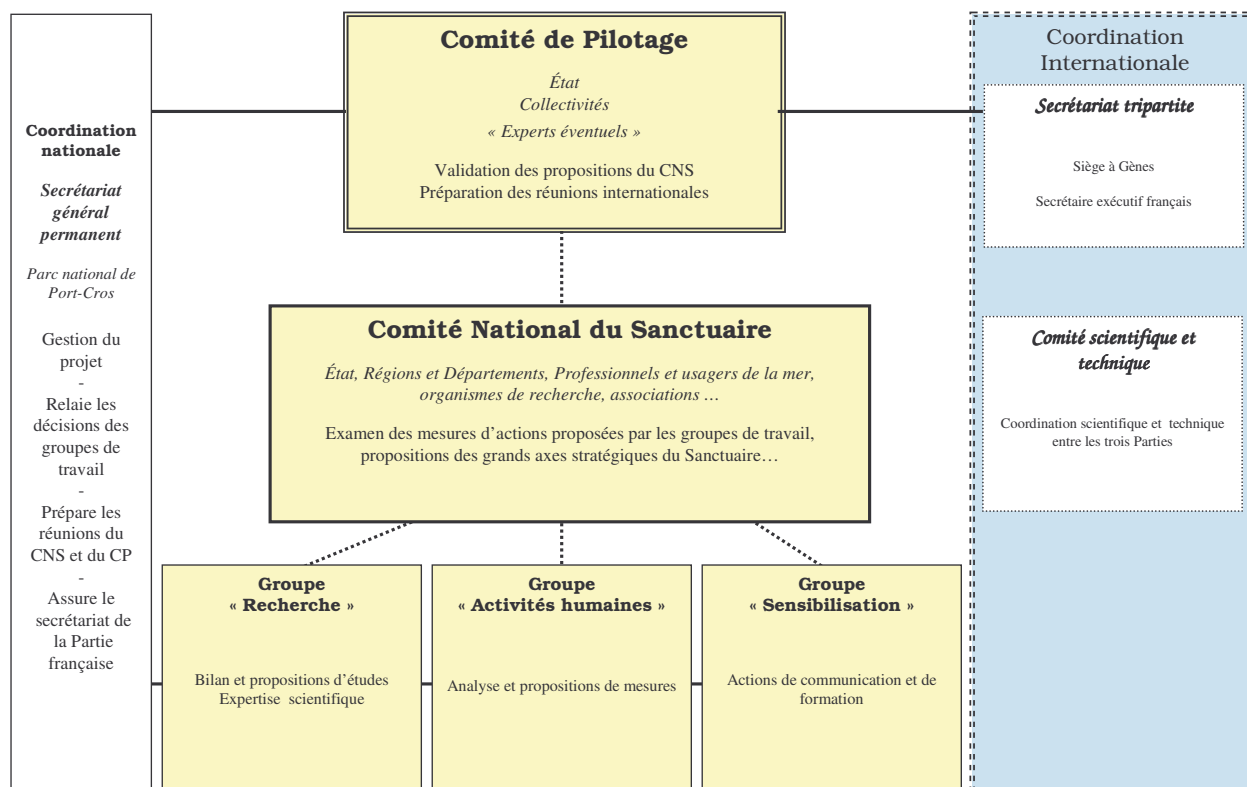 Coordination
nationale
Secrétariat
général
permanent
Parc national de
Port-Cros
Gestion du
projet
-
Relaie les
décisions des
groupes de
travail
-
Prépare les
réunions du
CNS et du CP
-
Assure le
secrétariat de
la Partie
française
Comité de Pilotage
État
Collectivités
« Experts éventuels »
Validation des propositions du CNS
Préparation des réunions internationales
Comité National du Sanctuaire
État, Régions et Départements, Professionnels et usagers de la mer,
organismes de recherche, associations …
Examen des mesures d’actions proposées par les groupes de travail,
propositions des grands axes stratégiques du Sanctuaire…
Groupe
« Recherche »
Bilan et propositions d’études
Expertise scientifique
Groupe
« Activités humaines »
Analyse et propositions de mesures
Groupe
« Sensibilisation »
Actions de communication et de
formation
Coordination
Internationale
Secrétariat tripartite
Siège à Gènes
Secrétaire exécutif français
Comité scientifique et
technique
Coordination scientifique et technique
entre les trois Parties